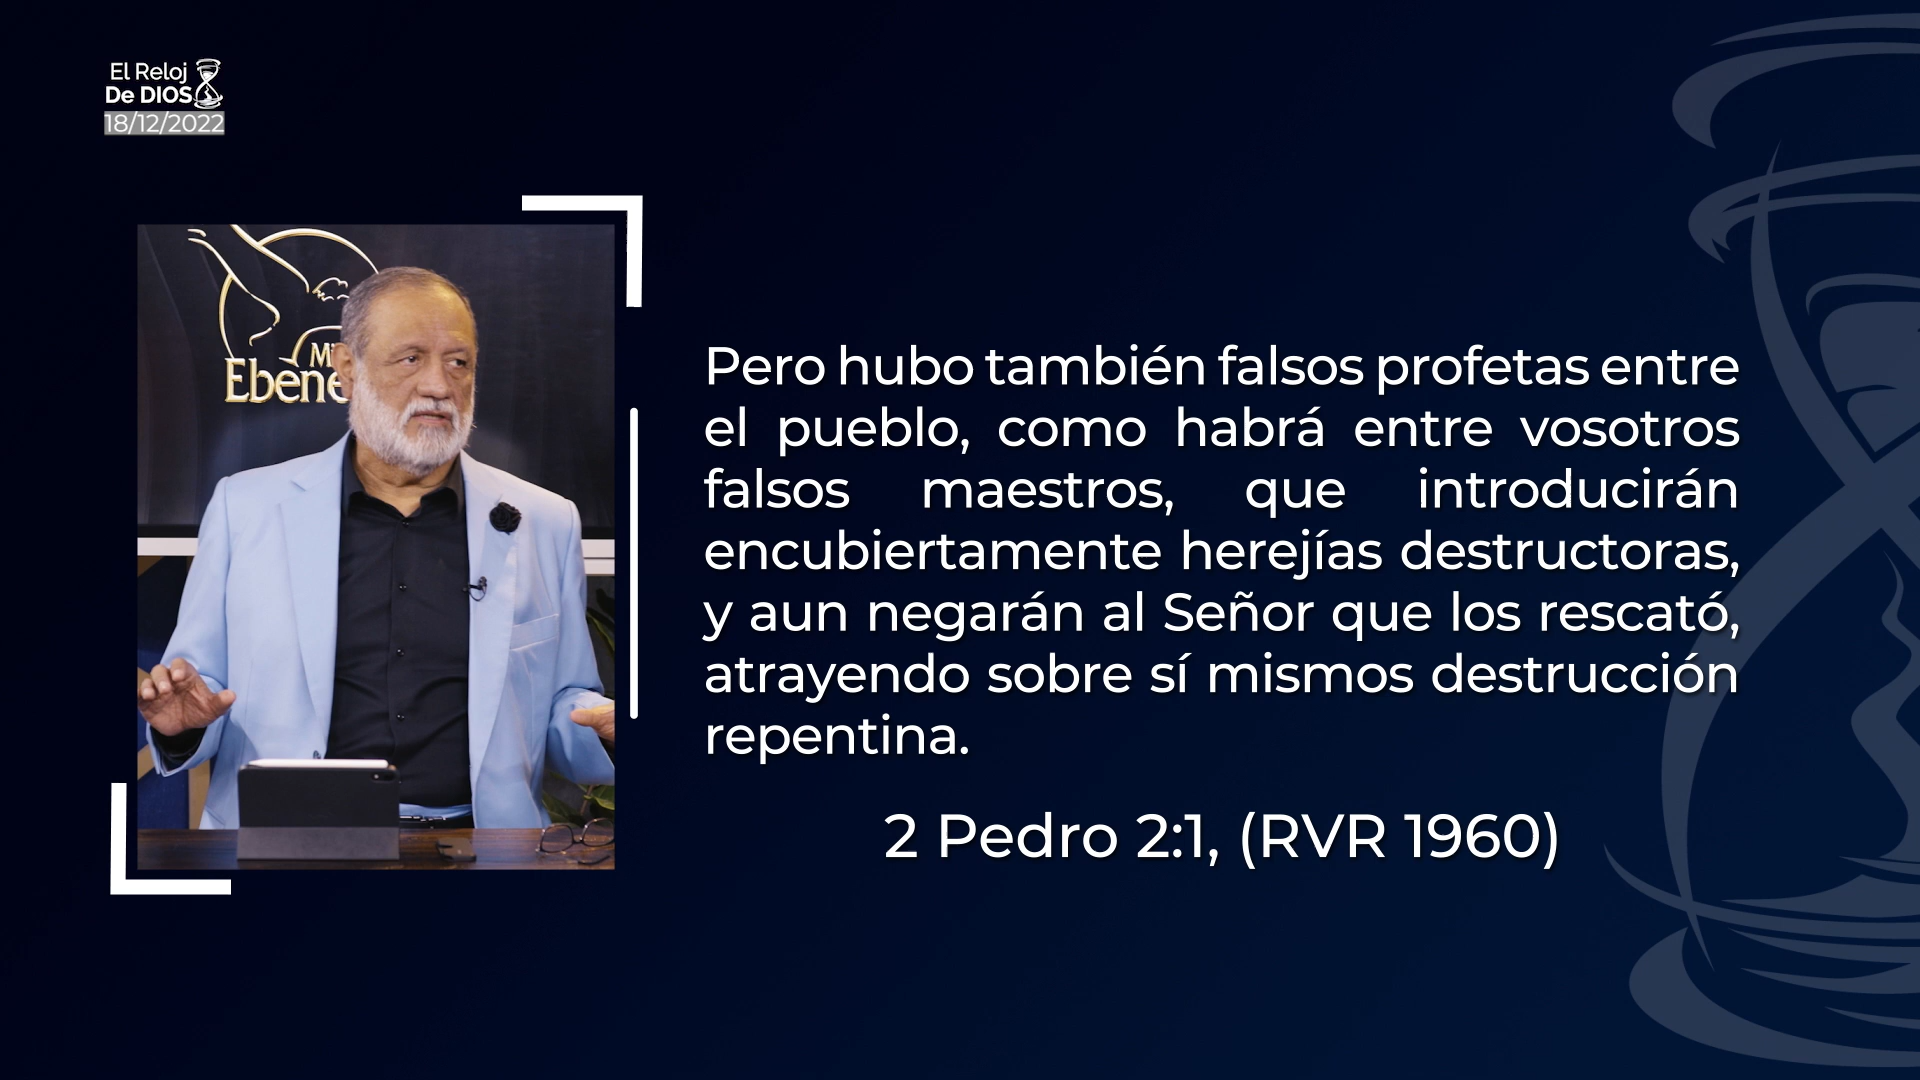 El Reloj
De DIOS
18/12/2022
Pero hubo también falsos profetas entre
el pueblo, como habrá entre vosotros
falsos maestros, que introducirán
encubiertamente herejías destructoras,
y aun negarán al Señor que los rescató,
atrayendo sobre sí mismos destrucción
repentina.
2 Pedro 2:1, (RVR 1960)